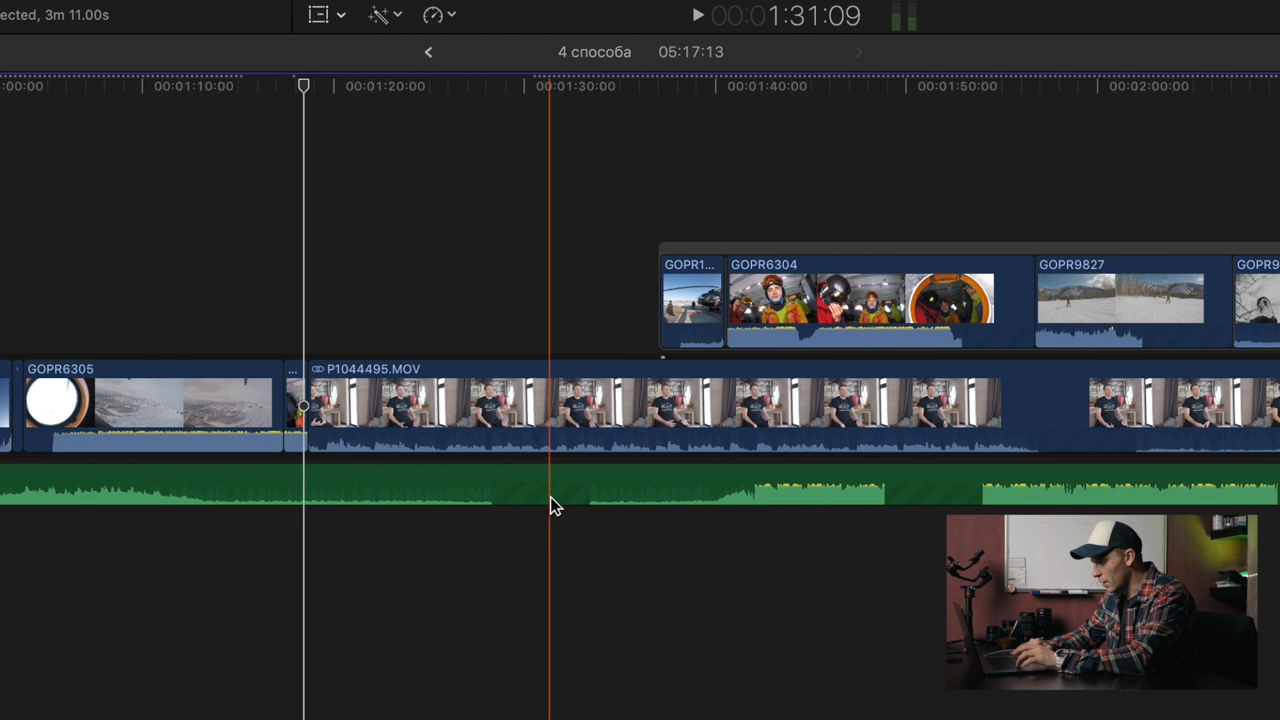 ected, 3m 11.00s
00:001:31:09
4 способа 05:17:13
:00:00 00:01:10:00 00:01:20:00 00:01:30:00 00:01:40:00 00:01:50:00 00:02:00:00
GOPR1... GOPR6304 GOPR9827 GOPR9
GOPR6305 ... P1044495.MOV